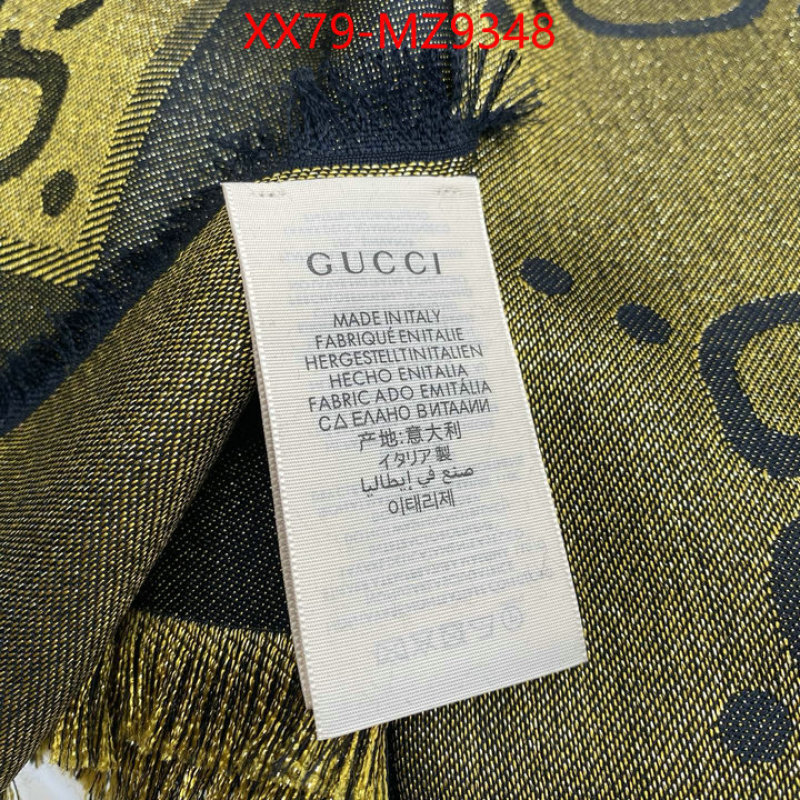 XX79-MZ9348
GUCCI
MADE IN ITALY
FABRIQUÉ EN ITALIE
HERGESTELLT IN ITALIEN
HECHO EN ITALIA
FABRICADO EM ITÁLIA
СДЕЛАНО В ИТАЛИИ
产地:意大利
イタリア製
صنع في إيطاليا
이태리제